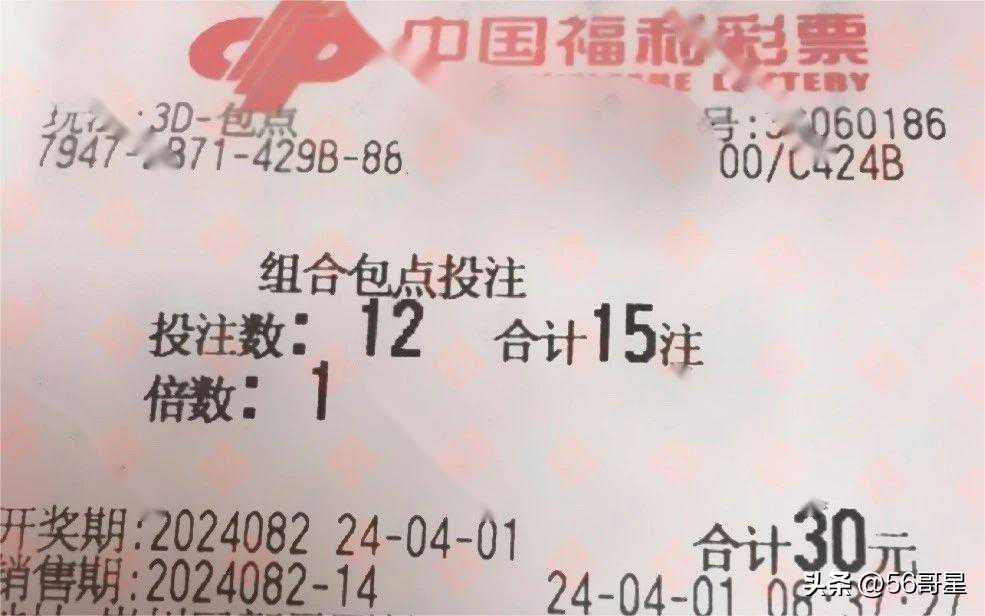 中国福利彩票
LOTTERY
3D-包点
号: 060186
7947- 871-429B-86
00/C424B
组合包点投注
投注数: 12 合计15注
倍数: 1
开奖期:2024082 24-04-01 合计30元
销售期:2024082-14 24-04-01
头条 @56哥星